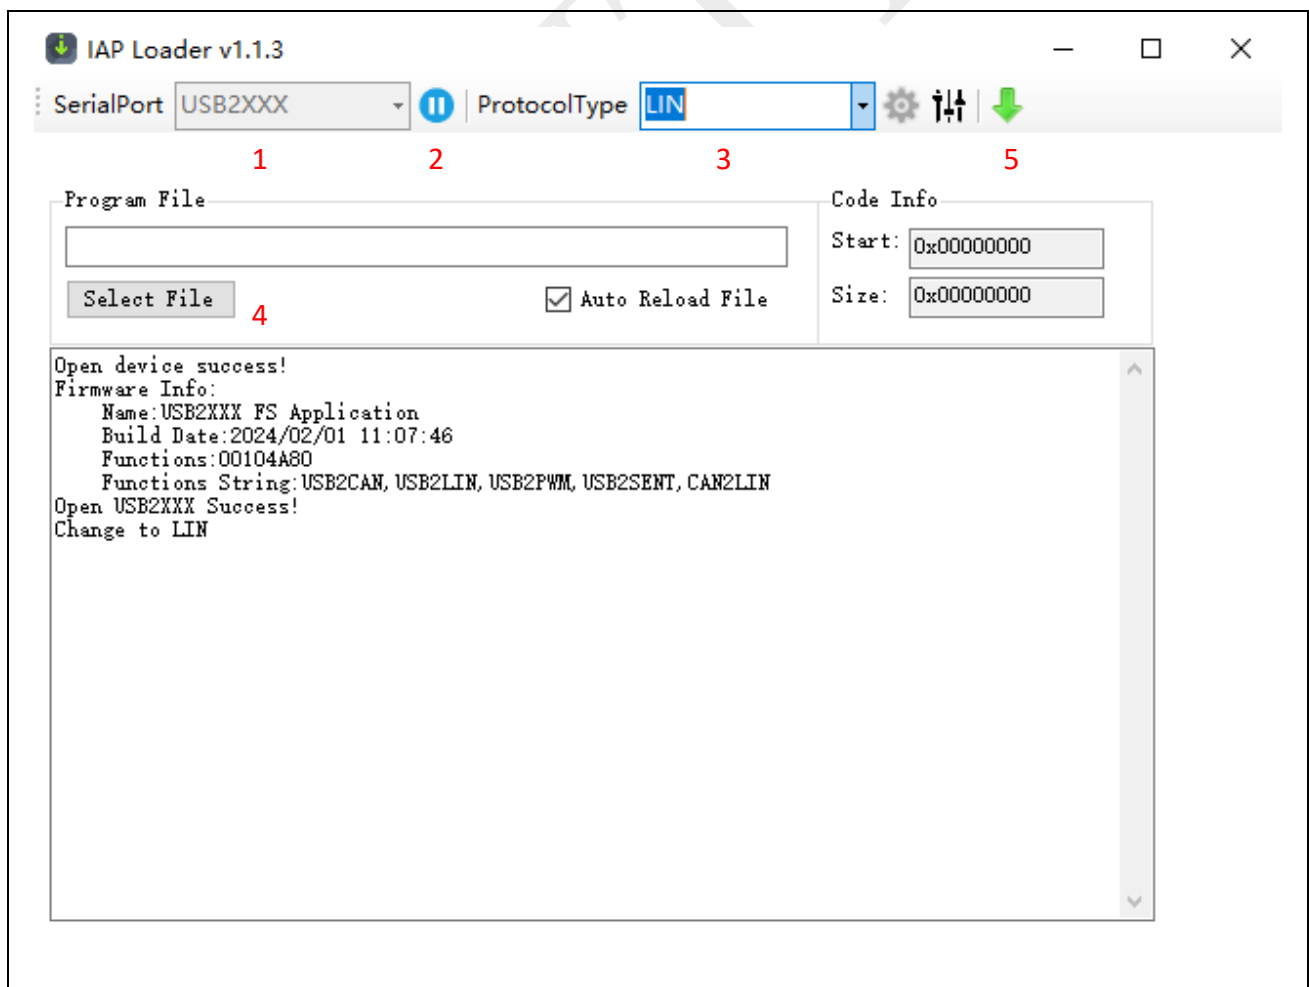 IAP Loader v1.1.3
SerialPort USB2XXX ProtocolType LIN
1 2 3 5
Program File Code Info
Start: 0x00000000
Select File 4 Auto Reload File Size: 0x00000000
Open device success!
Firmware Info:
Name:USB2XXX FS Application
Build Date:2024/02/01 11:07:46
Functions:00104A80
Functions String:USB2CAN,USB2LIN,USB2PWM,USB2SENT,CAN2LIN
Open USB2XXX Success!
Change to LIN